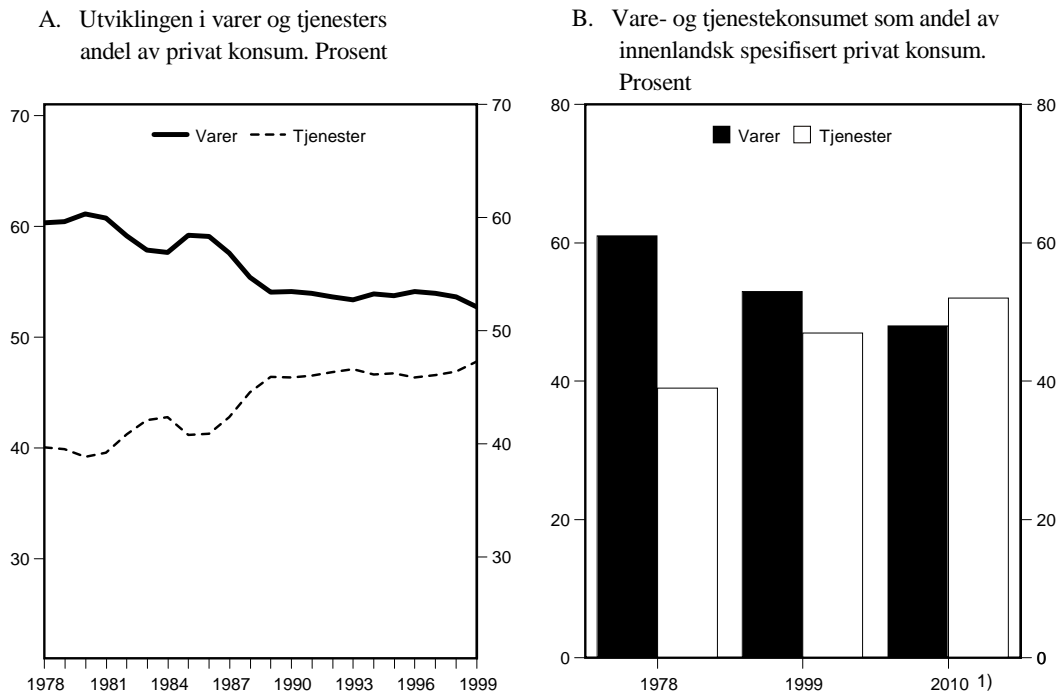 A. Utviklingen i varer og tjenesters
andel av privat konsum. Prosent
70
70
Varer
Tjenester
60
60
50
50
40
40
30
30
1978 1981 1984 1987 1990 1993 1996 1999
B. Vare- og tjenestekonsumet som andel av
innenlandsk spesifisert privat konsum.
Prosent
80
80
Varer
Tjenester
60
60
40
40
20
20
0
0
1978 1999 2010 1)